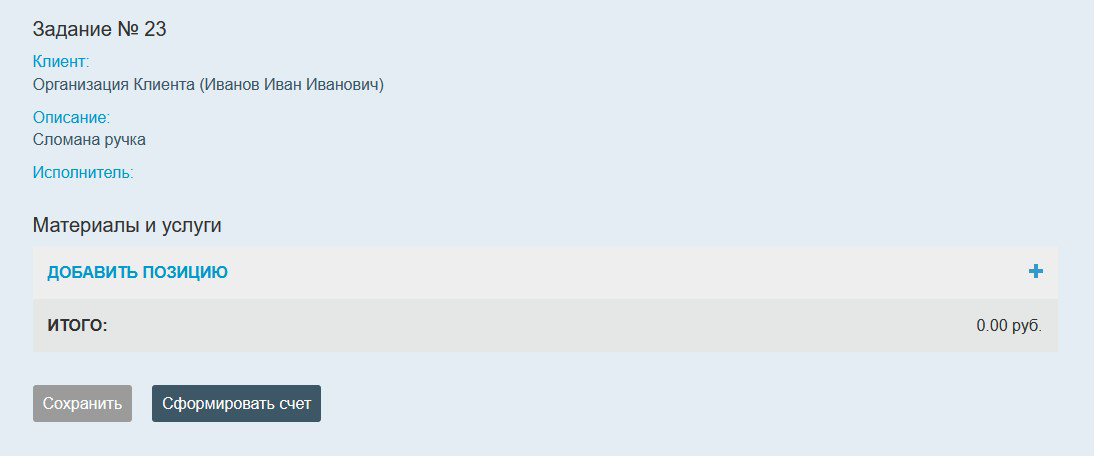 Задание № 23
Клиент:
Организация Клиента (Иванов Иван Иванович)
Описание:
Сломана ручка
Исполнитель:
Материалы и услуги
ДОБАВИТЬ ПОЗИЦИЮ
ИТОГО: 0.00 руб.
Сохранить Сформировать счет